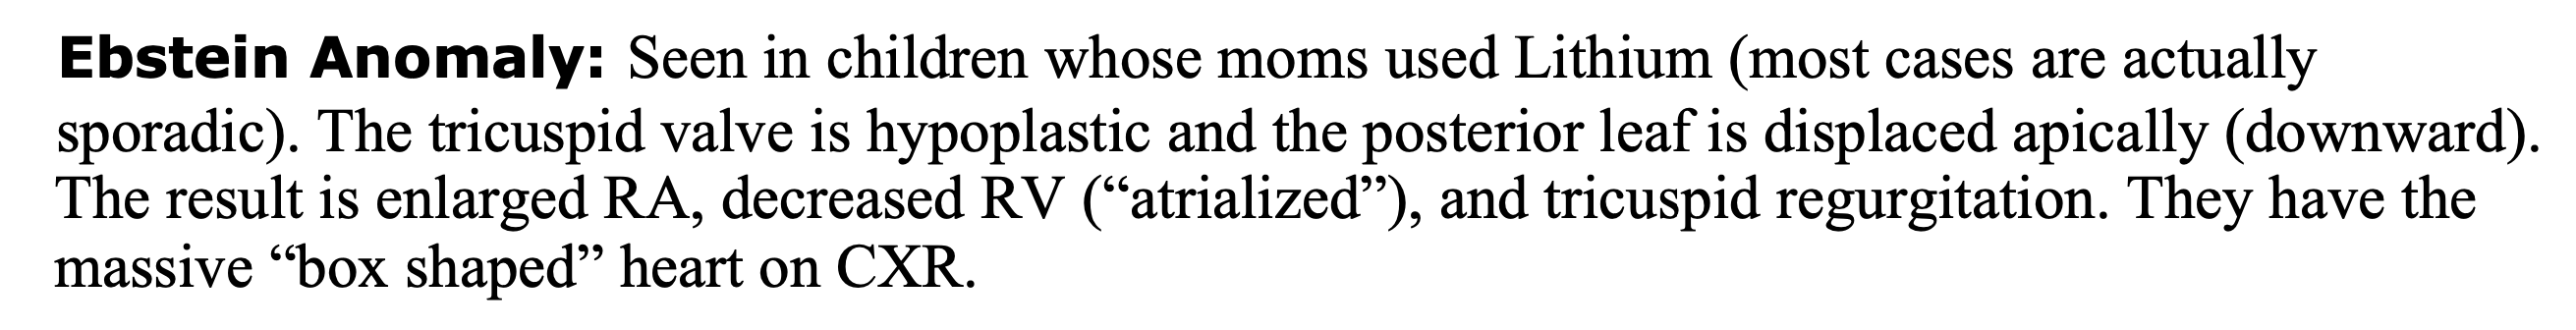 Ebstein Anomaly: Seen in children whose moms used Lithium (most cases are actually
sporadic). The tricuspid valve is hypoplastic and the posterior leaf is displaced apically (downward).
The result is enlarged RA, decreased RV (“atrialized”), and tricuspid regurgitation. They have the
massive “box shaped” heart on CXR.